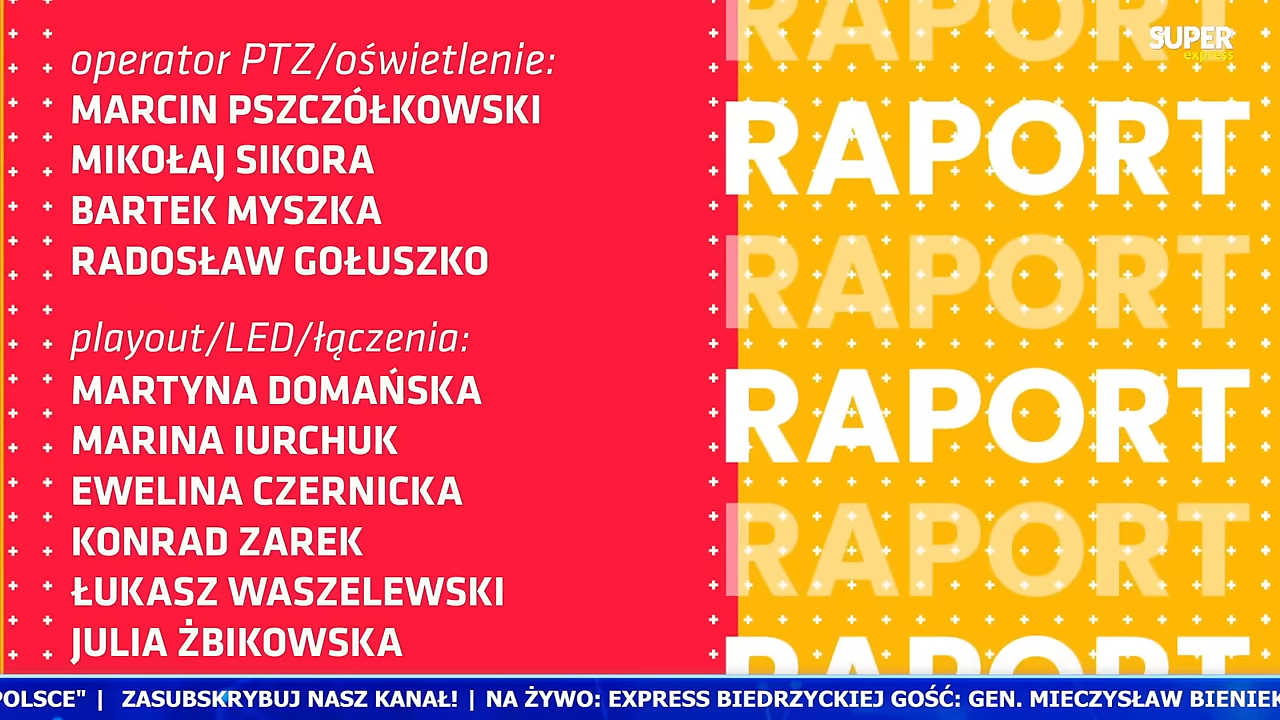 operator PTZ/oświetlenie:
MARCIN PSZCZÓŁKOWSKI
MIKOŁAJ SIKORA
BARTEK MYSZKA
RADOSŁAW GOŁUSZKO
playout/LED/łączenia:
MARTYNA DOMAŃSKA
MARINA IURCHUK
EWELINA CZERNICKA
KONRAD ZAREK
ŁUKASZ WASZELEWSKI
JULIA ŻBIKOWSKA
RAPORT
SUPER
express
RAPORT
RAPORT
RAPORT
RAPORT
RAPORT
POLSCE" | ZASUBSKRYBUJ NASZ KANAŁ! | NA ŻYWO: EXPRESS BIEDRZYCKIEJ GOŚĆ: GEN. MIECZYSŁAW BIENIEK